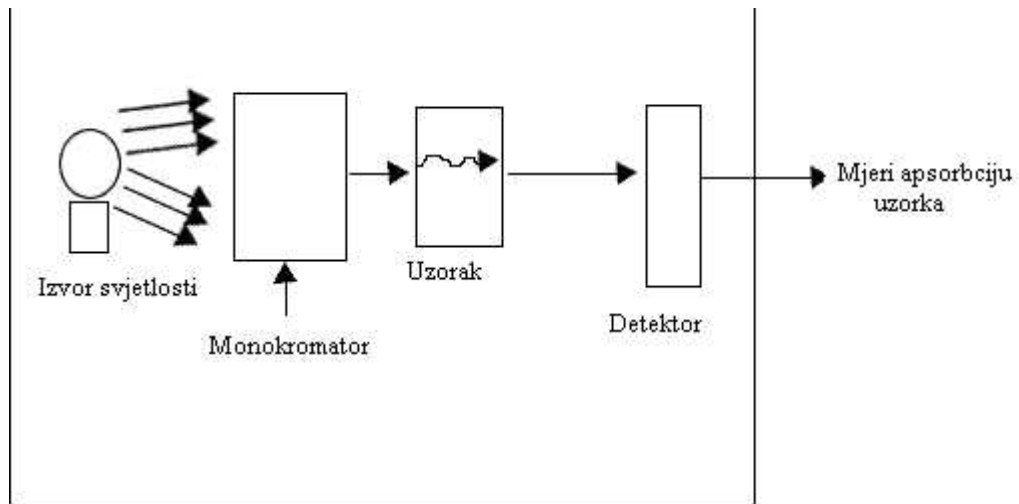 Izvor svjetlosti
Monokromator
Uzorak
Detektor
Mjeri apsorbciju
uzorka